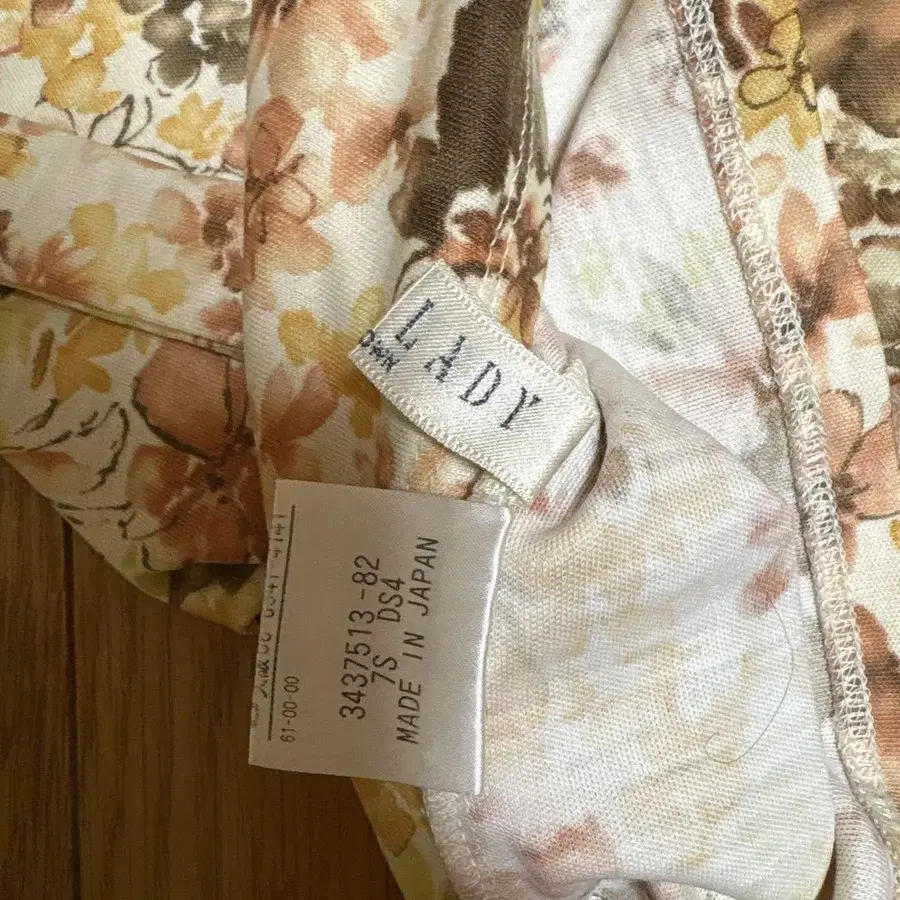 LADY
3437513-82
7S DS4
MADE IN JAPAN
61-00-00